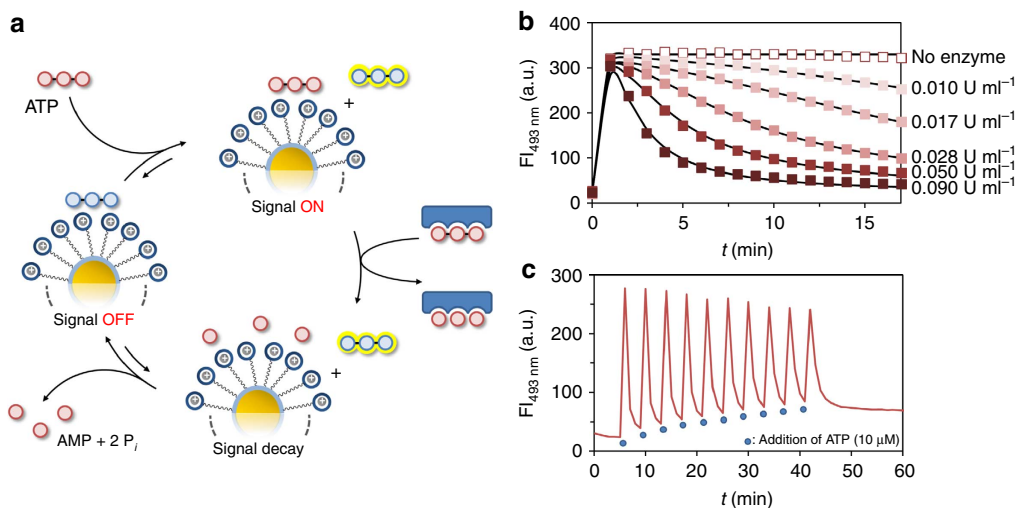 a
ATP
+
Signal ON
Signal OFF
+
AMP + 2 Pi
Signal decay
b
FI493 nm (a.u.)
400
300
200
100
0
0
5
10
15
t (min)
No enzyme
0.010 U ml−1
0.017 U ml−1
0.028 U ml−1
0.050 U ml−1
0.090 U ml−1
c
FI493 nm (a.u.)
300
200
100
0
: Addition of ATP (10 μM)
0
10
20
30
40
50
60
t (min)